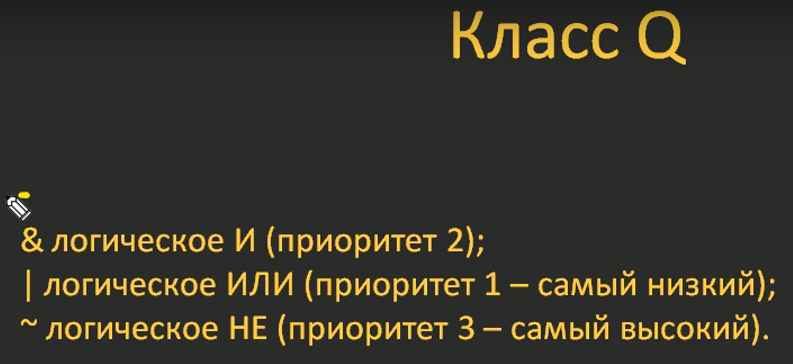 Класс Q
& логическое И (приоритет 2);
| логическое ИЛИ (приоритет 1 – самый низкий);
~ логическое НЕ (приоритет 3 – самый высокий).